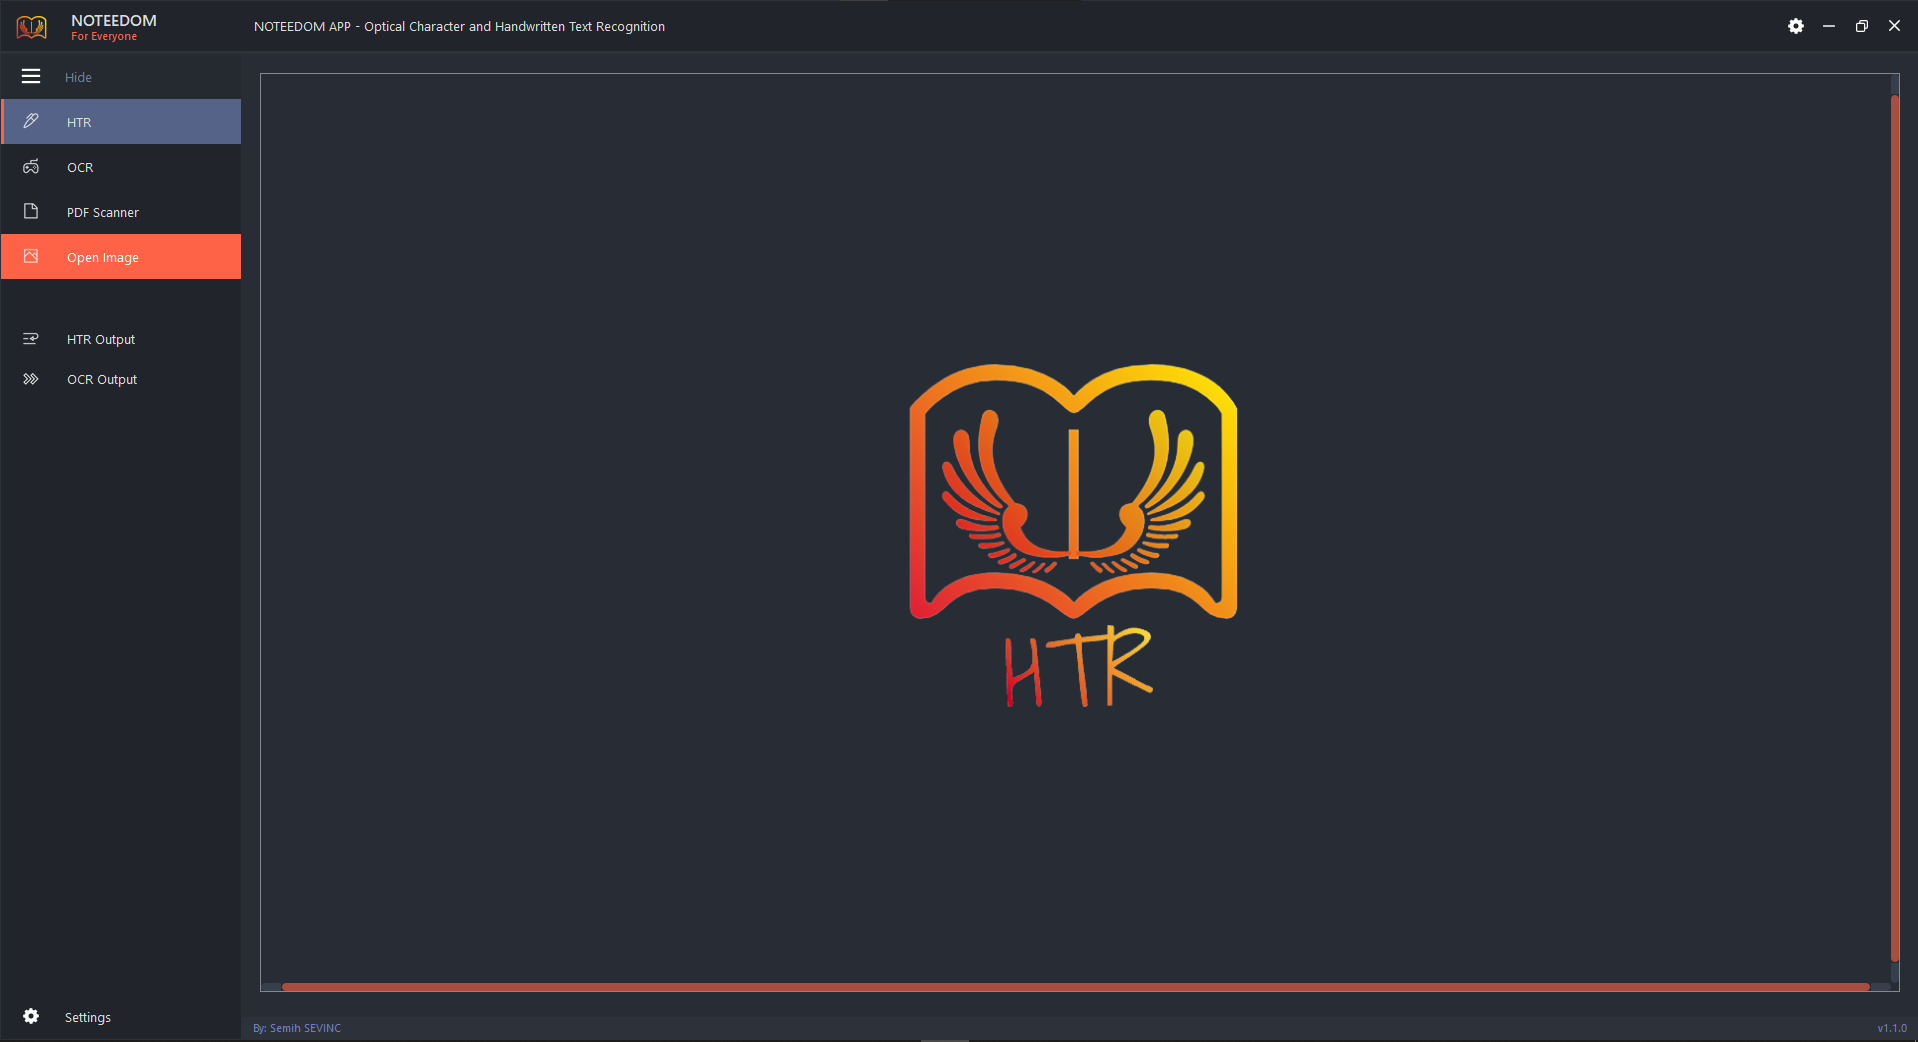 NOTEEDOM
For Everyone
NOTEEDOM APP - Optical Character and Handwritten Text Recognition
Hide
HTR
OCR
PDF Scanner
Open Image
HTR Output
OCR Output
HTR
Settings
By: Semih SEVINC
v1.1.0